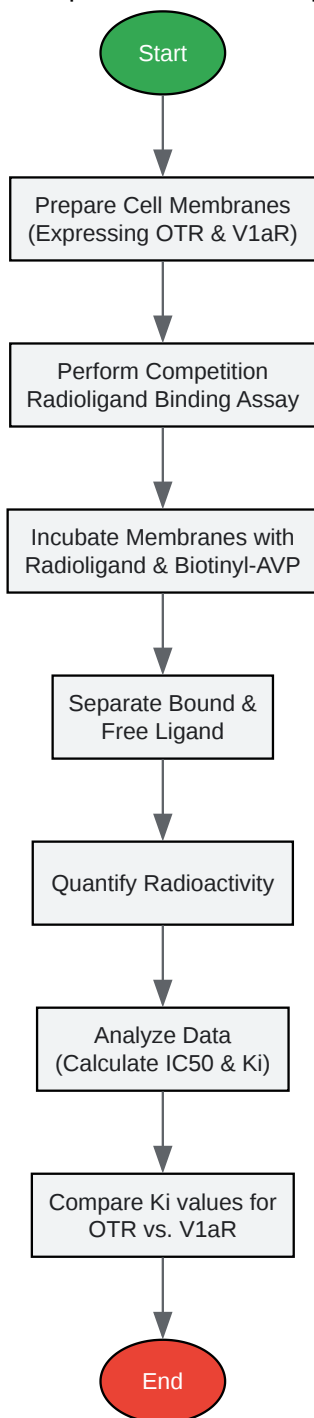 Start
Prepare Cell Membranes
(Expressing OTR & V1aR)
Perform Competition
Radioligand Binding Assay
Incubate Membranes with
Radioligand & Biotinyl-AVP
Separate Bound &
Free Ligand
Quantify Radioactivity
Analyze Data
(Calculate IC50 & Ki)
Compare Ki values for
OTR vs. V1aR
End